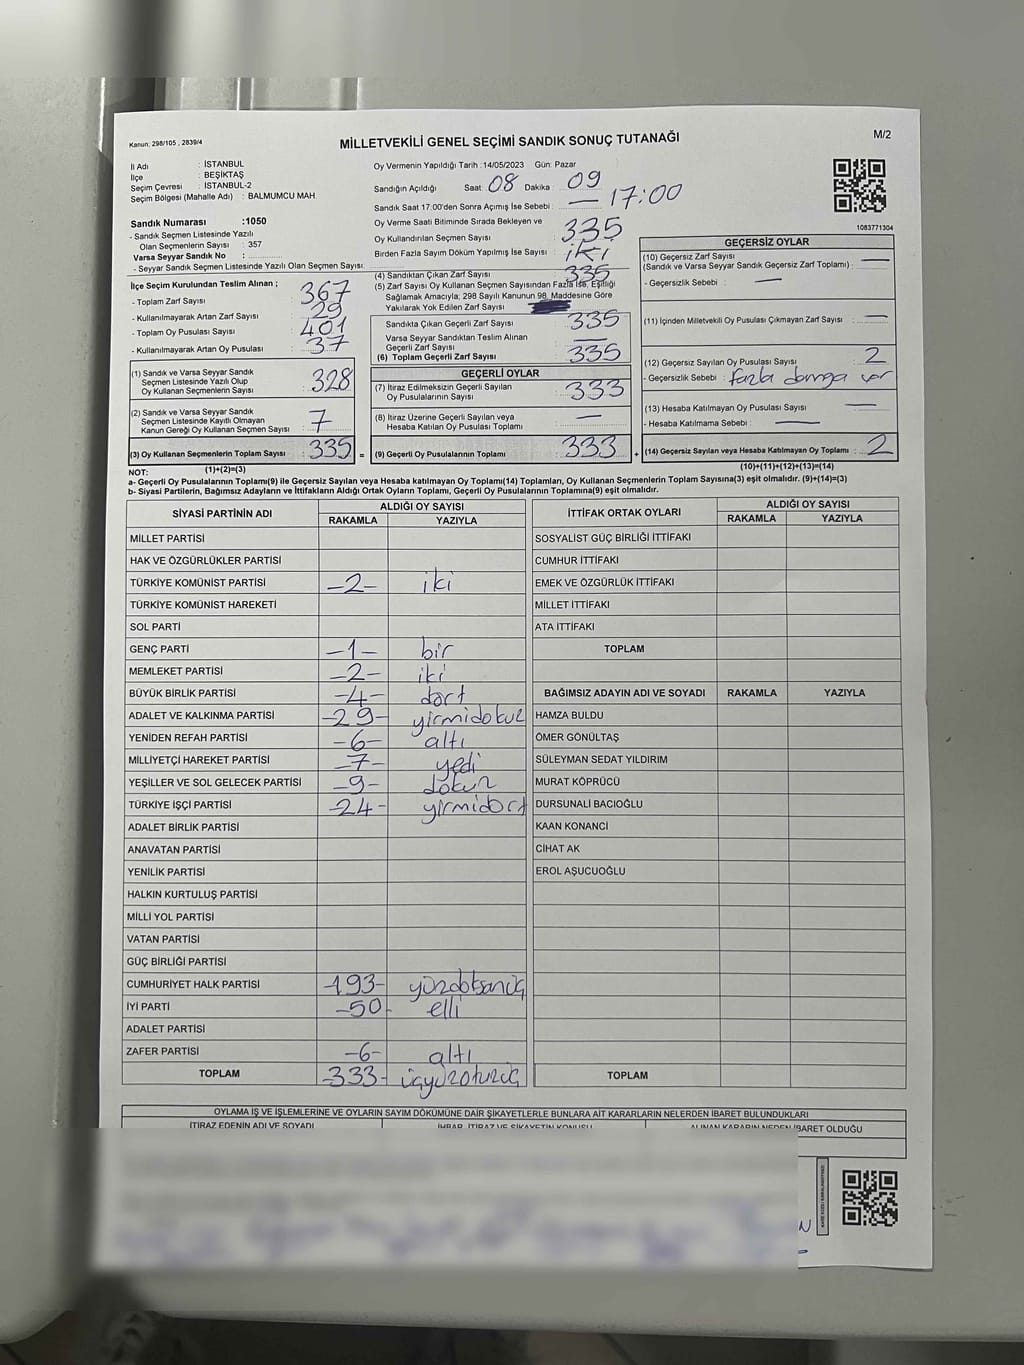 Kanun; 298/105 , 2839/4
MİLLETVEKİLİ GENEL SEÇİMİ SANDIK SONUÇ TUTANAĞI
M/2
İl Adı : İSTANBUL
İlçe : BEŞİKTAŞ
Seçim Çevresi : İSTANBUL-2
Seçim Bölgesi (Mahalle Adı) : BALMUMCU MAH
Sandık Numarası :1050
- Sandık Seçmen Listesinde Yazılı
Olan Seçmenlerin Sayısı : 357
Varsa Seyyar Sandık No :
- Seyyar Sandık Seçmen Listesinde Yazılı Olan Seçmen Sayısı.
Oy Vermenin Yapıldığı Tarih :14/05/2023 Gün: Pazar
Sandığın Açıldığı Saat: 08 Dakika : 09
Sandık Saat 17:00'den Sonra Açılmış İse Sebebi : — 17:00
Oy Verme Saati Bitiminde Sırada Bekleyen ve
Oy Kullandırılan Seçmen Sayısı : 335
Birden Fazla Sayım Döküm Yapılmış İse Sayısı : iki
1083771304
İlçe Seçim Kurulundan Teslim Alınan ;
- Toplam Zarf Sayısı : 367
- Kullanılmayarak Artan Zarf Sayısı : 29
- Toplam Oy Pusulası Sayısı : 401
- Kullanılmayarak Artan Oy Pusulası : 37
(1) Sandık ve Varsa Seyyar Sandık
Seçmen Listesinde Yazılı Olup
Oy Kullanan Seçmenlerin Sayısı : 328
(2) Sandık ve Varsa Seyyar Sandık
Seçmen Listesinde Kayıtlı Olmayan
Kanun Gereği Oy Kullanan Seçmen Sayısı : 7
(3) Oy Kullanan Seçmenlerin Toplam Sayısı : 335 =
(1)+(2)=(3)
(4) Sandıktan Çıkan Zarf Sayısı : 335
(5) Zarf Sayısı Oy Kullanan Seçmen Sayısından Fazla İse, Eşitliği
Sağlamak Amacıyla; 298 Sayılı Kanunun 98. Maddesine Göre
Yakılarak Yok Edilen Zarf Sayısı :
Sandıkta Çıkan Geçerli Zarf Sayısı : 335
Varsa Seyyar Sandıktan Teslim Alınan
Geçerli Zarf Sayısı : —
(6) Toplam Geçerli Zarf Sayısı : 335
GEÇERLİ OYLAR
(7) İtiraz Edilmeksizin Geçerli Sayılan
Oy Pusulalarının Sayısı : 333
(8) İtiraz Üzerine Geçerli Sayılan veya
Hesaba Katılan Oy Pusulası Toplamı : —
(9) Geçerli Oy Pusulalarının Toplamı : 333 +
GEÇERSİZ OYLAR
(10) Geçersiz Zarf Sayısı
(Sandık ve Varsa Seyyar Sandık Geçersiz Zarf Toplamı) : —
- Geçersizlik Sebebi : —
(11) İçinden Milletvekili Oy Pusulası Çıkmayan Zarf Sayısı : —
(12) Geçersiz Sayılan Oy Pusulası Sayısı : 2
- Geçersizlik Sebebi : fazla damga var
(13) Hesaba Katılmayan Oy Pusulası Sayısı : —
- Hesaba Katılmama Sebebi : —
(14) Geçersiz Sayılan veya Hesaba Katılmayan Oy Toplamı : 2
(10)+(11)+(12)+(13)=(14)
NOT:
a- Geçerli Oy Pusulalarının Toplamı(9) ile Geçersiz Sayılan veya Hesaba katılmayan Oy Toplamı(14) Toplamları, Oy Kullanan Seçmenlerin Toplam Sayısına(3) eşit olmalıdır. (9)+(14)=(3)
b- Siyasi Partilerin, Bağımsız Adayların ve İttifakların Aldığı Ortak Oyların Toplamı, Geçerli Oy Pusulalarının Toplamına(9) eşit olmalıdır.
SİYASİ PARTİNİN ADI ALDIĞI OY SAYISI
RAKAMLA YAZIYLA
MİLLET PARTİSİ
HAK VE ÖZGÜRLÜKLER PARTİSİ
TÜRKİYE KOMÜNİST PARTİSİ -2- iki
TÜRKİYE KOMÜNİST HAREKETİ
SOL PARTİ
GENÇ PARTİ -1- bir
MEMLEKET PARTİSİ -2- iki
BÜYÜK BİRLİK PARTİSİ -4- dört
ADALET VE KALKINMA PARTİSİ -29- yirmidokuz
YENİDEN REFAH PARTİSİ -6- altı
MİLLİYETÇİ HAREKET PARTİSİ -7- yedi
YEŞİLLER VE SOL GELECEK PARTİSİ -9- dokuz
TÜRKİYE İŞÇİ PARTİSİ -24- yirmidört
ADALET BİRLİK PARTİSİ
ANAVATAN PARTİSİ
YENİLİK PARTİSİ
HALKIN KURTULUŞ PARTİSİ
MİLLİ YOL PARTİSİ
VATAN PARTİSİ
GÜÇ BİRLİĞİ PARTİSİ
CUMHURİYET HALK PARTİSİ -193- yüzdoksanüç
İYİ PARTİ -50- elli
ADALET PARTİSİ
ZAFER PARTİSİ -6- altı
TOPLAM -333- üçyüzotuzüç
İTTİFAK ORTAK OYLARI ALDIĞI OY SAYISI
RAKAMLA YAZIYLA
SOSYALİST GÜÇ BİRLİĞİ İTTİFAKI
CUMHUR İTTİFAKI
EMEK VE ÖZGÜRLÜK İTTİFAKI
MİLLET İTTİFAKI
ATA İTTİFAKI
TOPLAM
BAĞIMSIZ ADAYIN ADI VE SOYADI RAKAMLA YAZIYLA
HAMZA BULDU
ÖMER GÖNÜLTAŞ
SÜLEYMAN SEDAT YILDIRIM
MURAT KÖPRÜCÜ
DURSUNALİ BACIOĞLU
KAAN KONANCİ
CİHAT AK
EROL AŞUCUOĞLU
TOPLAM
OYLAMA İŞ VE İŞLEMLERİNE VE OYLARIN SAYIM DÖKÜMÜNE DAİR ŞİKAYETLERLE BUNLARA AİT KARARLARIN NELERDEN İBARET BULUNDUKLARI
İTİRAZ EDENİN ADI VE SOYADI İHBAR, İTİRAZ VE ŞİKAYETİN KONUSU ALINAN KARARIN NEDEN İBARET OLDUĞU